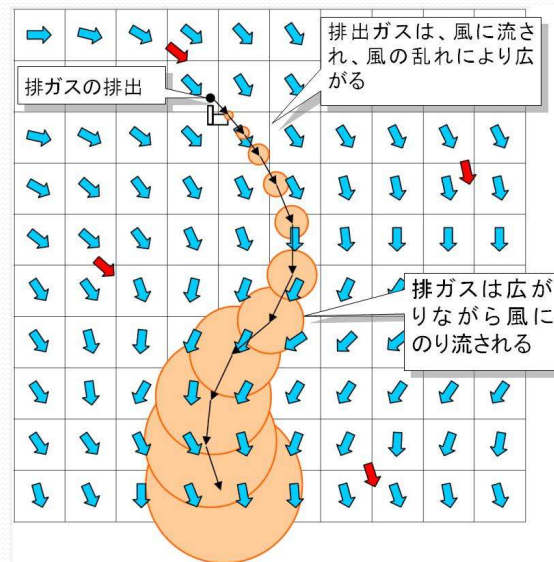 排出ガスは、風に流さ
れ、風の乱れにより広
がる
排ガスの排出
排ガスは広が
りながら風に
のり流される